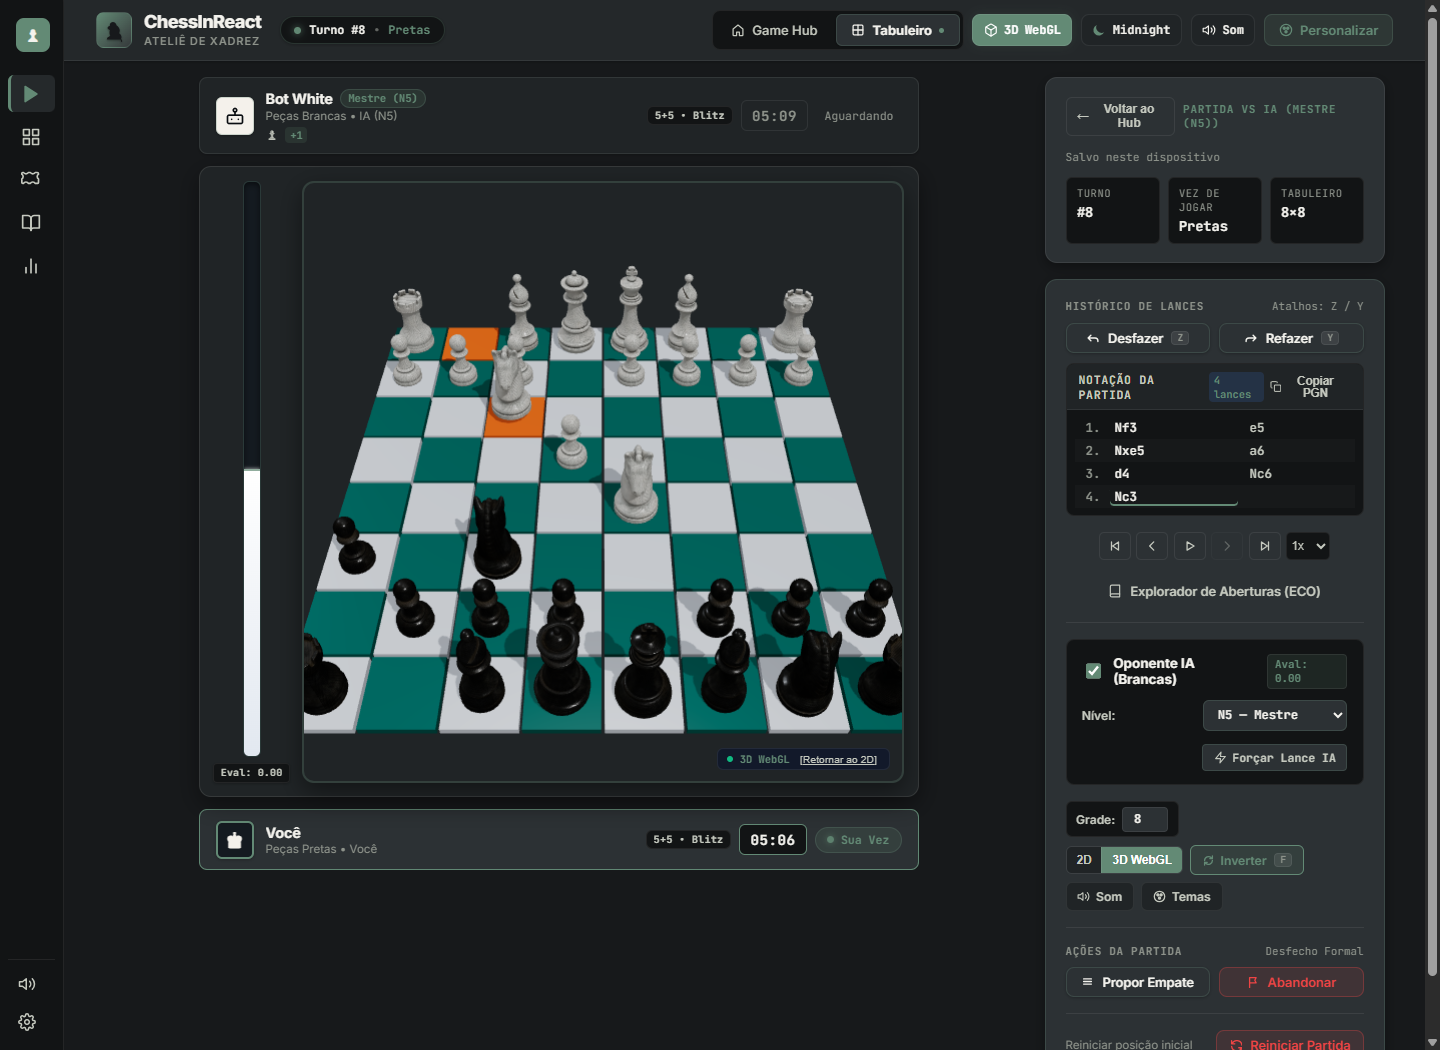 ChessInReact
ATELIÊ DE XADREZ
Turno #8 • Pretas
Game Hub
Tabuleiro
3D WebGL
Midnight
Som
Personalizar
Bot White
Mestre (N5)
Peças Brancas • IA (N5)
+1
5+5 • Blitz
05:09
Aguardando
Eval: 0.00
3D WebGL
[Retornar ao 2D]
Você
Peças Pretas • Você
5+5 • Blitz
05:06
Sua Vez
← Voltar ao
Hub
PARTIDA VS IA (MESTRE
(N5))
Salvo neste dispositivo
TURNO
#8
VEZ DE
JOGAR
Pretas
TABULEIRO
8×8
HISTÓRICO DE LANCES
Atalhos: Z / Y
Desfazer Z
Refazer Y
NOTAÇÃO DA
PARTIDA
4
lances
Copiar
PGN
1. Nf3 e5
2. Nxe5 a6
3. d4 Nc6
4. Nc3
1x
Explorador de Aberturas (ECO)
Oponente IA
(Brancas)
Aval:
0.00
Nível:
N5 — Mestre
Forçar Lance IA
Grade: 8
2D
3D WebGL
Inverter F
Som
Temas
AÇÕES DA PARTIDA
Desfecho Formal
Propor Empate
Abandonar
Reiniciar posição inicial
Reiniciar Partida